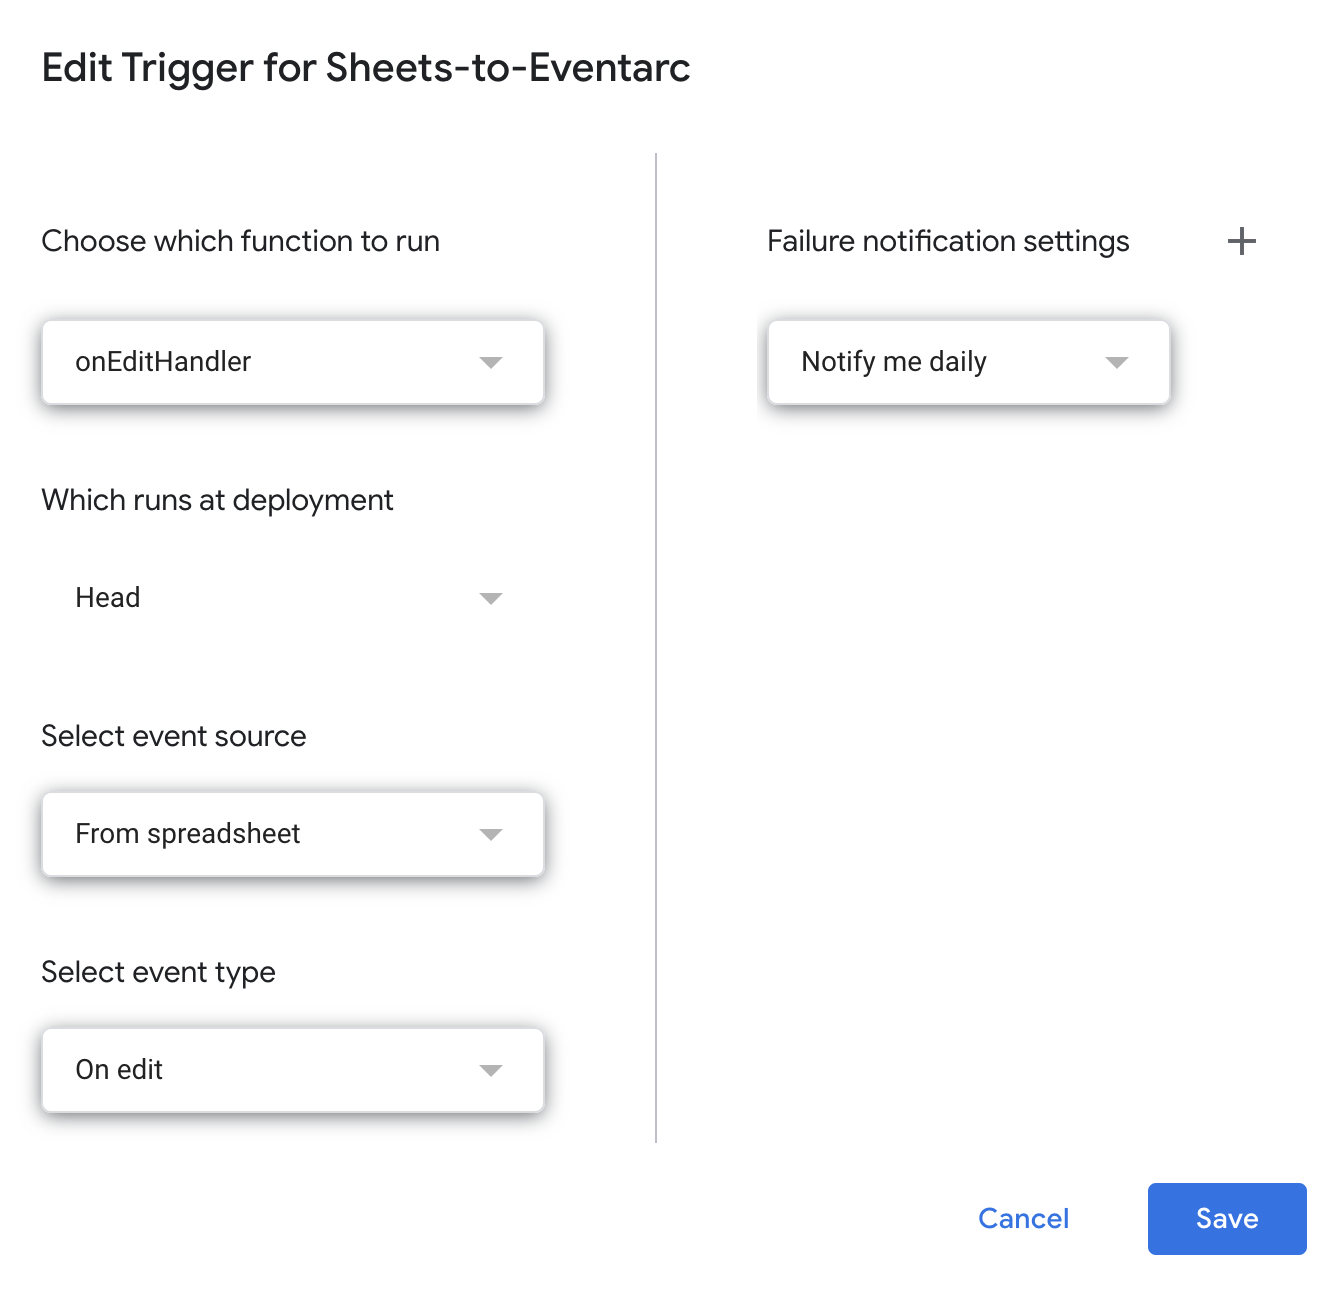 Edit Trigger for Sheets-to-Eventarc
Choose which function to run
onEditHandler
Which runs at deployment
Head
Select event source
From spreadsheet
Select event type
On edit
Failure notification settings
Notify me daily
Cancel
Save